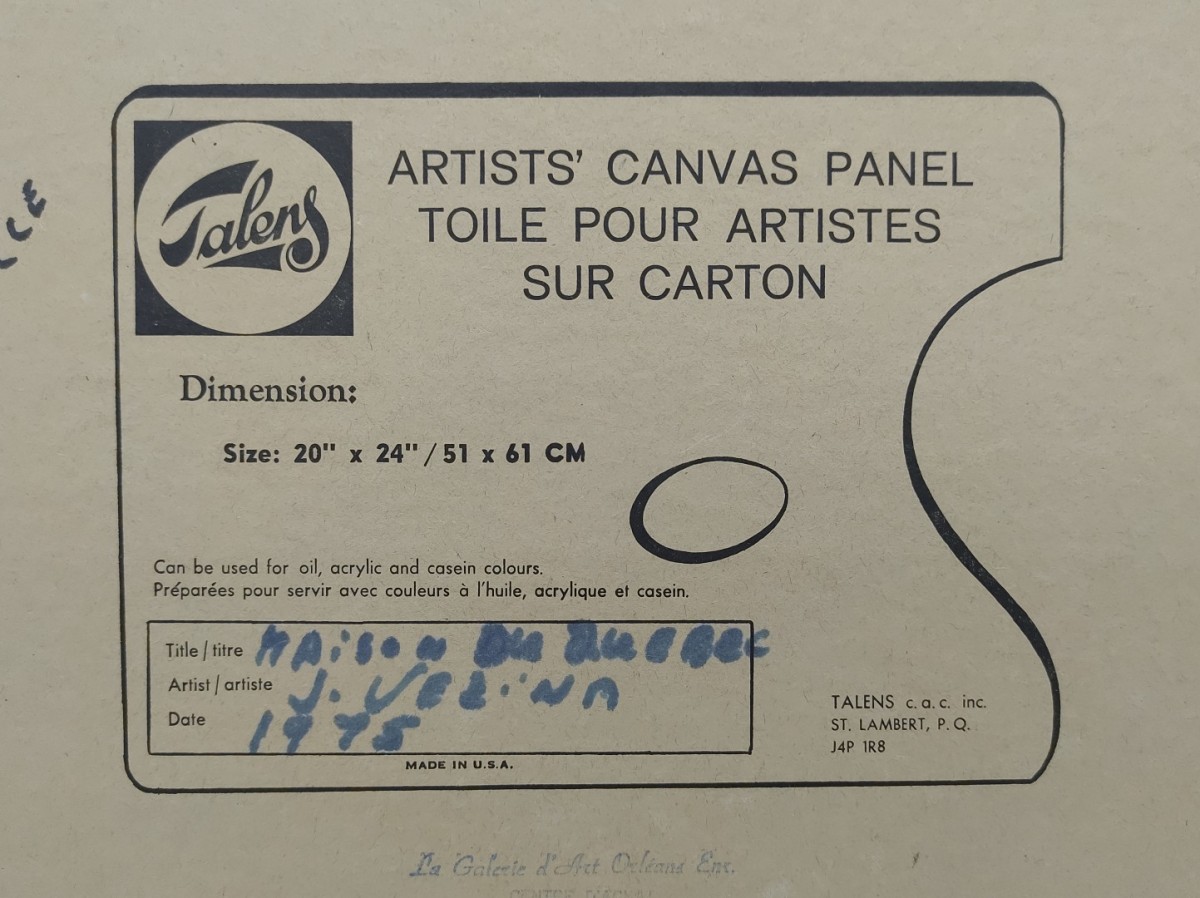 Talens
ARTISTS' CANVAS PANEL
TOILE POUR ARTISTES
SUR CARTON
Dimension:
Size: 20" x 24" / 51 x 61 CM
Can be used for oil, acrylic and casein colours.
Préparées pour servir avec couleurs à l'huile, acrylique et casein.
Title / titre MAiSON DU QUEBEC
Artist / artiste J. VEZiNA
Date 1975
TALENS c.a.c. inc.
ST. LAMBERT, P.Q.
J4P 1R8
MADE IN U.S.A.
La Galerie d'Art Orléans Enr.